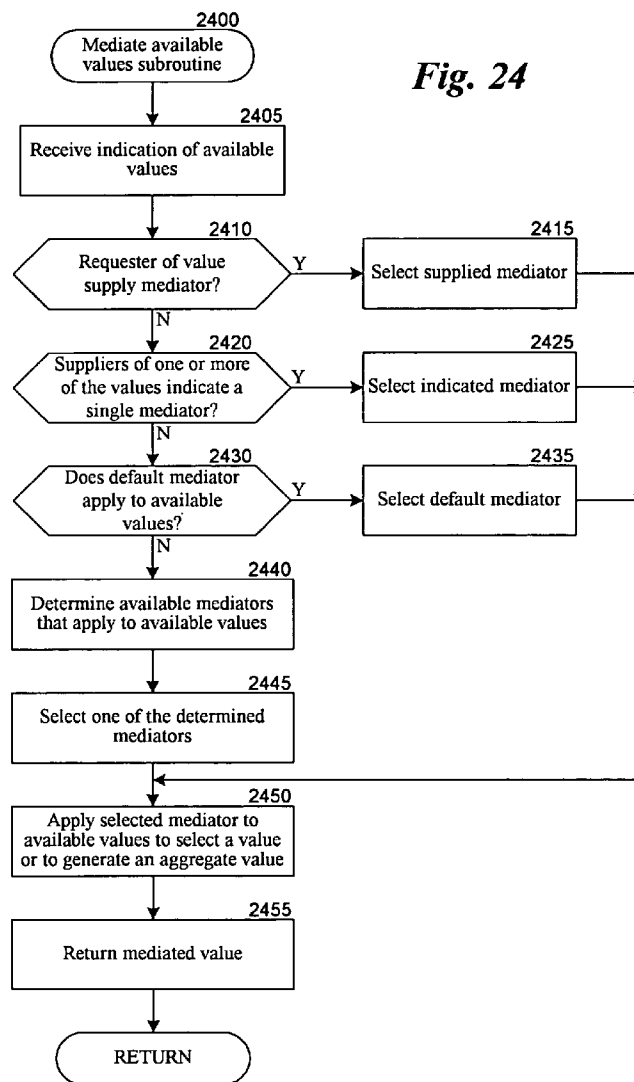 2400
Mediate available
values subroutine
Fig. 24
2405
Receive indication of available
values
2410
Requester of value
supply mediator?
Y
2415
Select supplied mediator
N
2420
Suppliers of one or more
of the values indicate a
single mediator?
Y
2425
Select indicated mediator
N
2430
Does default mediator
apply to available
values?
Y
2435
Select default mediator
N
2440
Determine available mediators
that apply to available values
2445
Select one of the determined
mediators
2450
Apply selected mediator to
available values to select a value
or to generate an aggregate value
2455
Return mediated value
RETURN